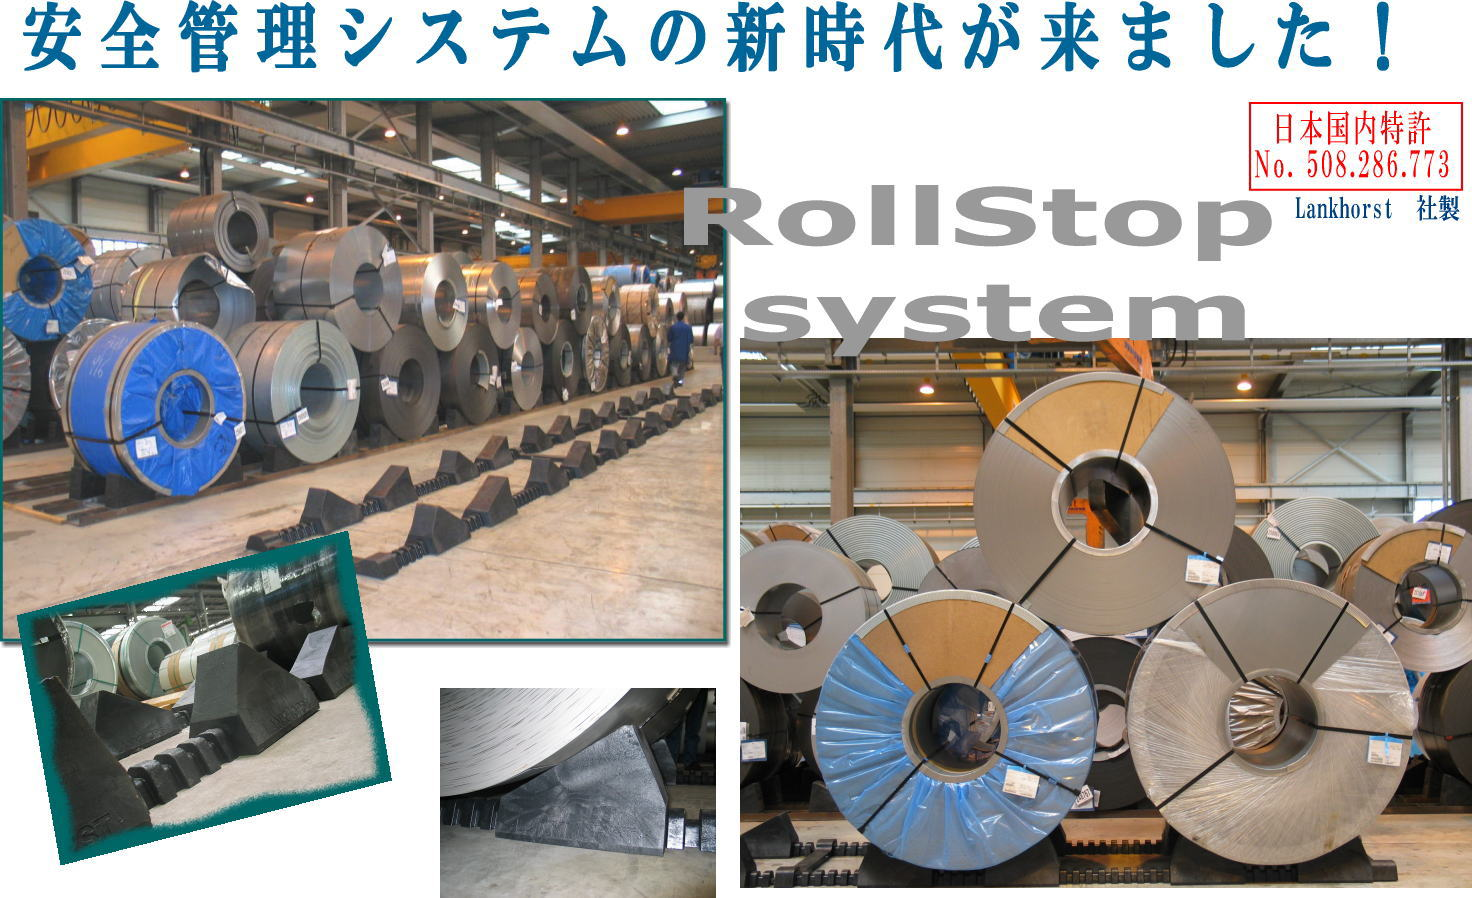 安全管理システムの新時代が来ました！
日本国内特許
No. 508.286.773
Lankhorst 社製
RollStop
system